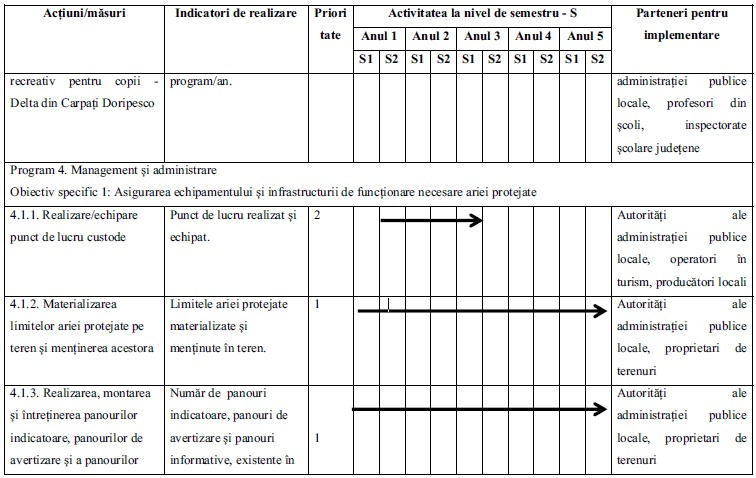 Acțiuni/măsuri Indicatori de realizare Priori Activitatea la nivel de semestru - S Parteneri pentru
tate Anul 1 Anul 2 Anul 3 Anul 4 Anul 5 implementare
S1 S2 S1 S2 S1 S2 S1 S2 S1 S2
recreativ pentru copii - program/an. administrației publice
Delta din Carpați Doripesco locale, profesori din
școli, inspectorate
școlare județene
Program 4. Management și administrare
Obiectiv specific 1: Asigurarea echipamentului și infrastructurii de funcționare necesare ariei protejate
4.1.1. Realizare/echipare Punct de lucru realizat și 2 Autorități ale
punct de lucru custode echipat. administrației publice
locale, operatori în
turism, producători locali
4.1.2. Materializarea Limitele ariei protejate 1 Autorități ale
limitelor ariei protejate pe materializate și administrației publice
teren și menținerea acestora menținute în teren. locale, proprietari de
terenuri
4.1.3. Realizarea, montarea Număr de panouri Autorități ale
și întreținerea panourilor indicatoare, panouri de administrației publice
indicatoare, panourilor de avertizare și panouri 1 locale, proprietari de
avertizare și a panourilor informative, existente în terenuri